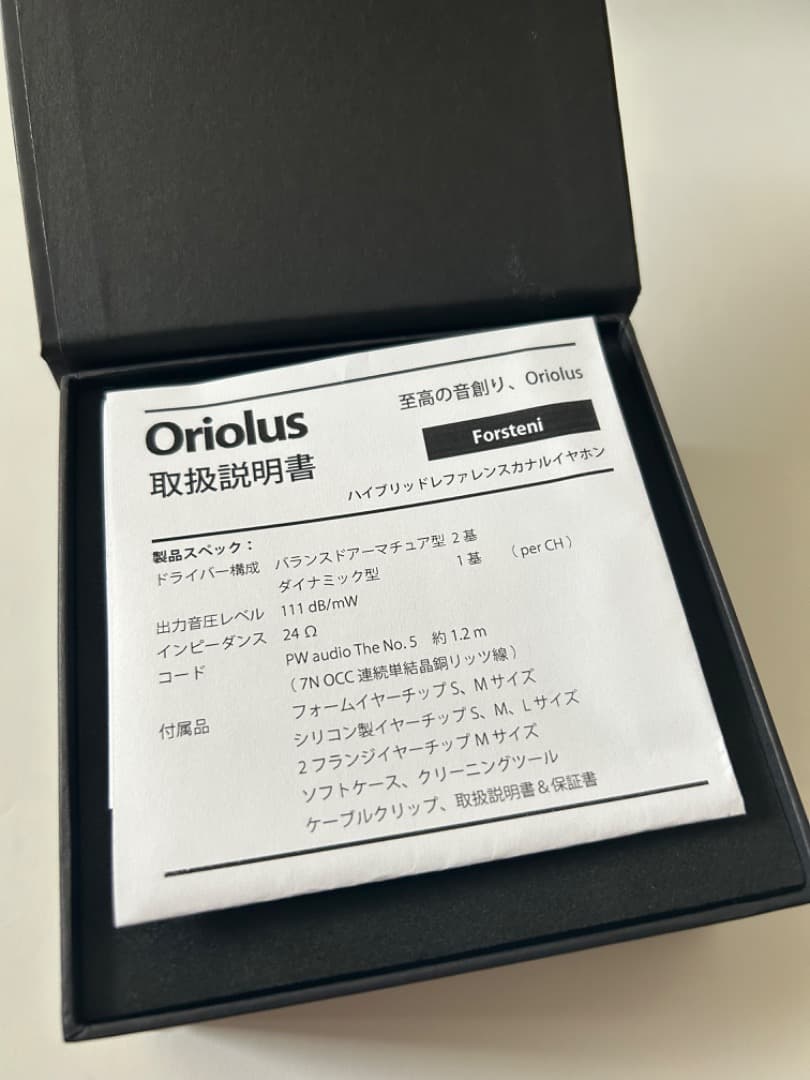 至高の音創り、Oriolus
Oriolus
Forsteni
取扱説明書
ハイブリッドレファレンスカナルイヤホン
製品スペック：
ドライバー構成 バランスドアーマチュア型 2 基
ダイナミック型 1 基 （per CH）
出力音圧レベル 111 dB/mW
インピーダンス 24 Ω
コード PW audio The No. 5 約 1.2 m
（7N OCC 連続単結晶銅リッツ線）
付属品 フォームイヤーチップ S、M サイズ
シリコン製イヤーチップ S、M、L サイズ
2 フランジイヤーチップ M サイズ
ソフトケース、クリーニングツール
ケーブルクリップ、取扱説明書＆保証書